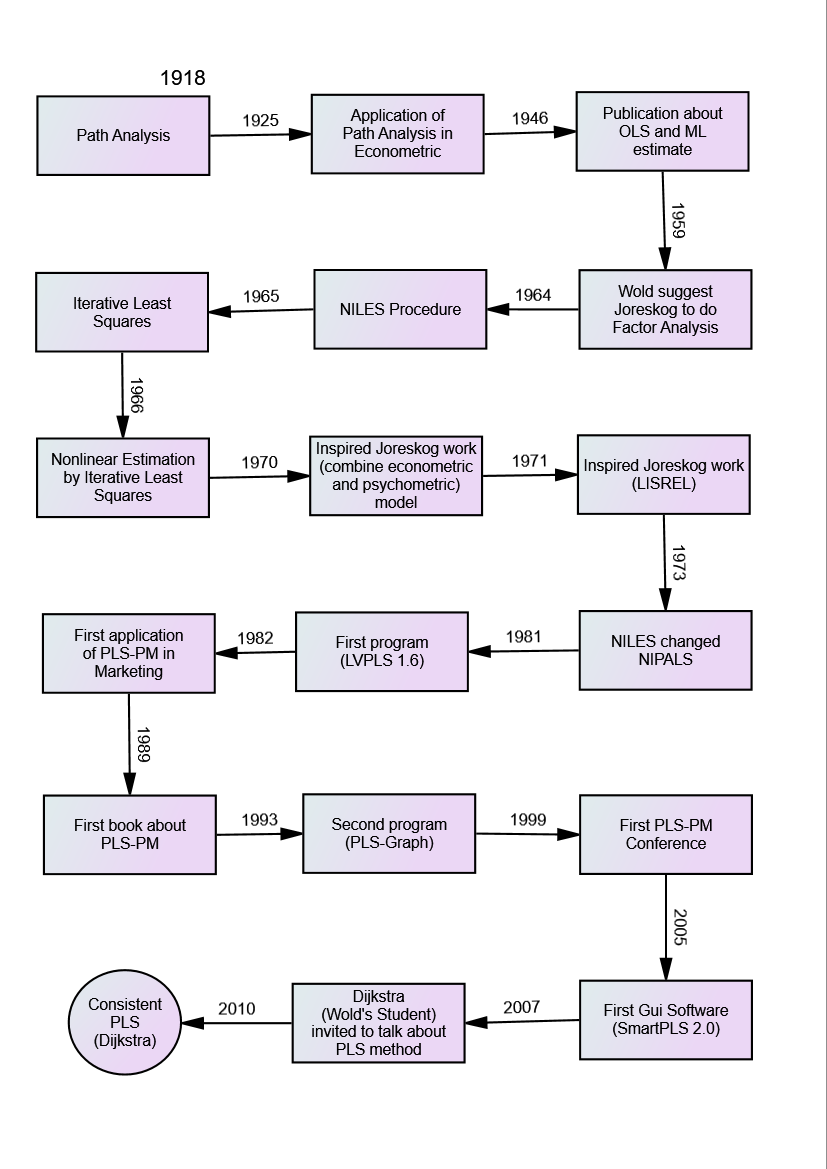 1918
Path Analysis
1925
Application of
Path Analysis in
Econometric
1946
Publication about
OLS and ML
estimate
1959
Wold suggest
Joreskog to do
Factor Analysis
1964
NILES Procedure
1965
Iterative Least
Squares
1966
Nonlinear Estimation
by Iterative Least
Squares
1970
Inspired Joreskog work
(combine econometric
and psychometric)
model
1971
Inspired Joreskog work
(LISREL)
1973
NILES changed
NIPALS
1981
First program
(LVPLS 1.6)
1982
First application
of PLS-PM in
Marketing
1989
First book about
PLS-PM
1993
Second program
(PLS-Graph)
1999
First PLS-PM
Conference
2005
First Gui Software
(SmartPLS 2.0)
2007
Dijkstra
(Wold's Student)
invited to talk about
PLS method
2010
Consistent
PLS
(Dijkstra)